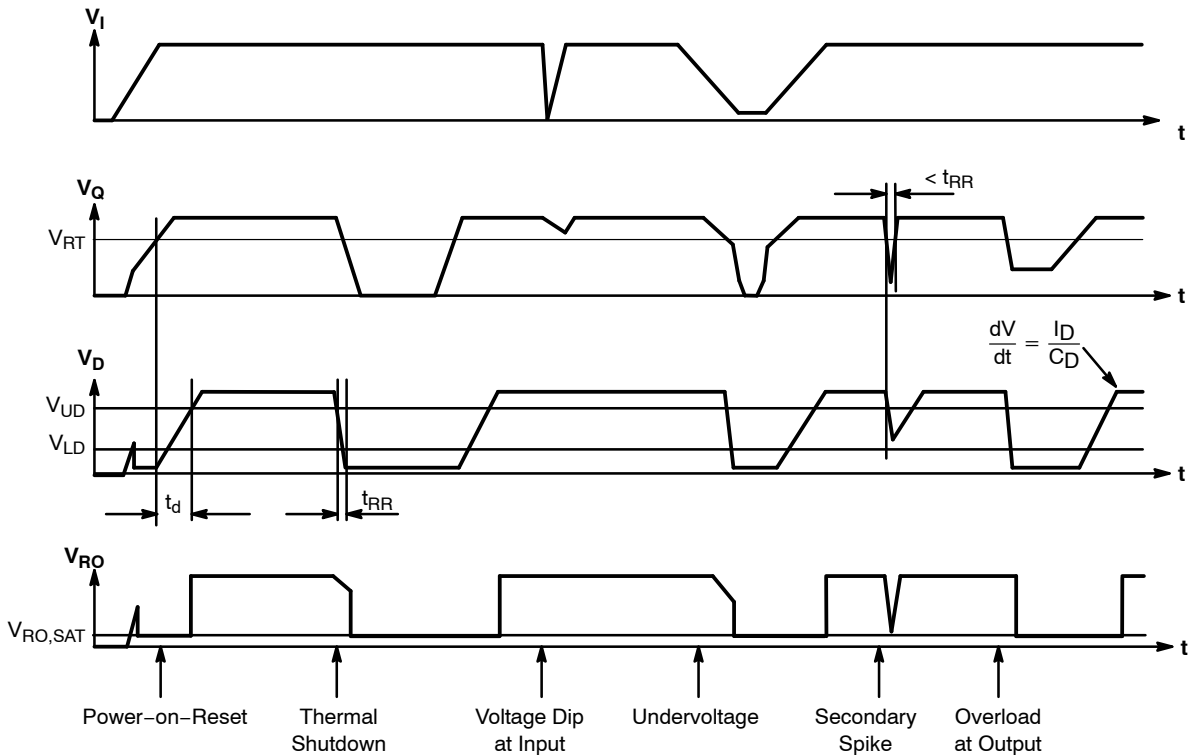 V_I
t
V_Q
< t_RR
V_RT
t
dV/dt = I_D/C_D
V_D
V_UD
V_LD
t
t_d
t_RR
V_RO
V_RO,SAT
t
Power−on−Reset
Thermal
Shutdown
Voltage Dip
at Input
Undervoltage
Secondary
Spike
Overload
at Output